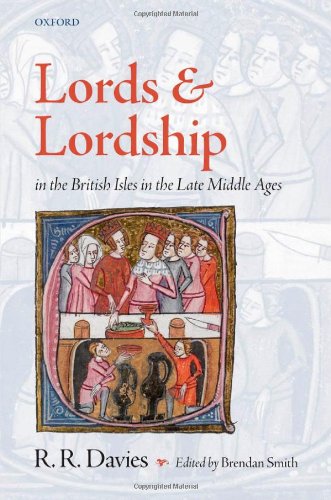 OXFORD
Lords &
Lordship
in the British Isles in the Late Middle Ages
R. R. Davies
Edited by Brendan Smith